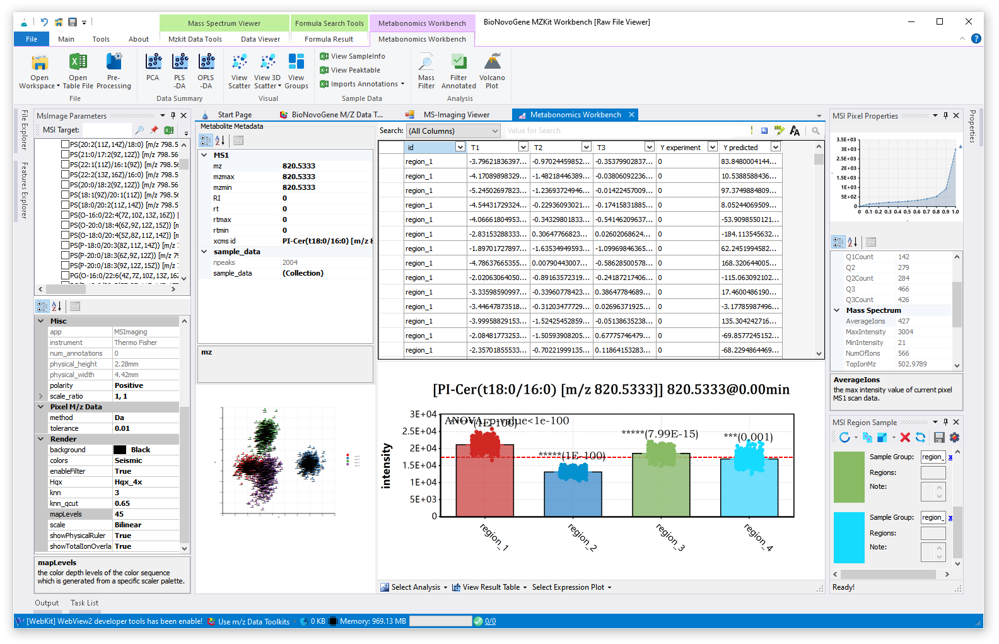 Mass Spectrum Viewer
Formula Search Tools
Metabonomics Workbench
BioNovoGene MZKit Workbench [Raw File Viewer]
File
Main
Tools
About
Mzkit Data Tools
Data Viewer
Formula Result
Metabonomics Workbench
Open Workspace
Open Table File
Pre-Processing
File
PCA
PLS-DA
OPLS-DA
Data Summary
View Scatter
View 3D Scatter
View Groups
Visual
View SampleInfo
View Peaktable
Imports Annotations
Sample Data
Mass Filter
Filter Annotated
Volcano Plot
Analysis
File Explorer
Features Explorer
MsImage Parameters
MSI Target:
PS(20:2(11Z,14Z)/18:0) [m/z 798.5
PS(21:0/17:2(9Z,12Z)) [m/z 798.56
PS(22:1(11Z)/16:1(9Z)) [m/z 798.56
PS(22:2(13Z,16Z)/16:0) [m/z 798.56
PS(20:0/18:2(9Z,12Z)) [m/z 798.56
PS(18:1(9Z)/20:1(11Z)) [m/z 798.56
PS(18:0/20:2(11Z,14Z)) [m/z 798.5
PS(O-16:0/22:4(7Z,10Z,13Z,16Z)) [
PS(O-20:0/18:4(6Z,9Z,12Z,15Z)) [m
PS(O-18:0/20:4(5Z,8Z,11Z,14Z)) [m
PS(P-18:0/20:3(8Z,11Z,14Z)) [m/z 7
PS(P-20:0/18:3(6Z,9Z,12Z)) [m/z 79
PS(P-20:0/18:3(9Z,12Z,15Z)) [m/z 7
PG(O-16:0/22:6(4Z,7Z,10Z,13Z,16Z
Misc
app MSImaging
instrument Thermo Fisher
num_annotations 0
physical_height 2.28mm
physical_width 4.42mm
polarity Positive
scale_ratio 1, 1
Pixel M/z Data
method Da
tolerance 0.01
Render
background Black
colors Seismic
enableFilter True
Hqx Hqx_4x
knn 3
knn_qcut 0.65
mapLevels 45
scale Bilinear
showPhysicalRuler True
showTotalIonOverla True
mapLevels
the color depth levels of the color sequence
which is generated from a specific scaler palette.
Output
Task List
Start Page
BioNovoGene M/Z Data T...
MS-Imaging Viewer
Metabonomics Workbench
Metabolite Metadata
MS1
mz 820.5333
mzmax 820.5333
mzmin 820.5333
RI 0
rt 0
rtmax 0
rtmin 0
xcms id PI-Cer(t18:0/16:0) [m/z 8
sample_data
npeaks 2004
sample_data (Collection)
mz
Search: (All Columns) Value for Search
id T1 T2 T3 Y experiment Y predicted
region_1 -3.79621836397... -0.97024459852... -0.35379902837... 0 83.8480004144...
region_1 -4.17089898329... -1.48218446389... -0.03806092236... 0 10.5388588436...
region_1 -5.24502697823... -1.23693724946... -0.01422457009... 0 97.3749884809...
region_1 -4.54431729324... -0.22936093021... -0.17415831885... 0 8.05244069509...
region_1 -4.06661804953... -0.34329801833... -0.54146209637... 0 -53.9098550121...
region_1 -2.83153288333... 0.30647766823... 0.02602068624... 0 -184.113545632...
region_1 -1.89701727897... -1.63534949593... -1.09969846365... 0 62.2451994582...
region_1 -4.78637665355... 0.00790443007... -0.58628500578... 0 168.320644005...
region_1 -2.02063064050... -0.89163572319... -0.24187217406... 0 -115.063092102...
region_1 -3.33598590997... -0.33960778423... 0.38647784689... 0 17.4600486190...
region_1 -3.44647873518... -0.31203477729... 0.02696371925... 0 -3.17785987496...
region_1 -3.99958829153... -1.52425452859... -0.05138635238... 0 135.304242716...
region_1 -2.08481773253... -1.50593908205... 0.67775746479... 0 -69.8577245152...
region_1 -2.35701855533... -0.70221999135... 0.11864153283... 0 -68.2294864469...
[PI-Cer(t18:0/16:0) [m/z 820.5333]] 820.5333@0.00min
ANOVA, p-value<1e-100
*****(1E-100)
*****(1E-100)
*****(7.99E-15)
***(0.001)
3E+04
2.5E+04
2E+04
1.5E+04
1E+04
5E+03
0
intensity
region_1
region_2
region_3
region_4
Select Analysis
View Result Table
Select Expression Plot
MSI Pixel Properties
3.5E+03
3E+03
2.5E+03
2E+03
1.5E+03
1E+03
5E+02
0
0 0.1 0.2 0.3 0.4 0.5 0.6 0.7 0.8 0.9 1.0
Q1Count 142
Q2 279
Q2Count 284
Q3 466
Q3Count 426
Mass Spectrum
AverageIons 427
MaxIntensity 3004
MinIntensity 21
NumOfIons 566
TopIonMz 502.9789
AverageIons
the max intensity value of current pixel
MS1 scan data.
MSI Region Sample
Sample Group: region_ x
Regions:
Note:
Sample Group: region_ x
Regions:
Note:
Ready!
Properties
[WebKit] WebView2 developer tools has been enable!
Use m/z Data Toolkits
0 KB
Memory: 969.13 MB
0/0